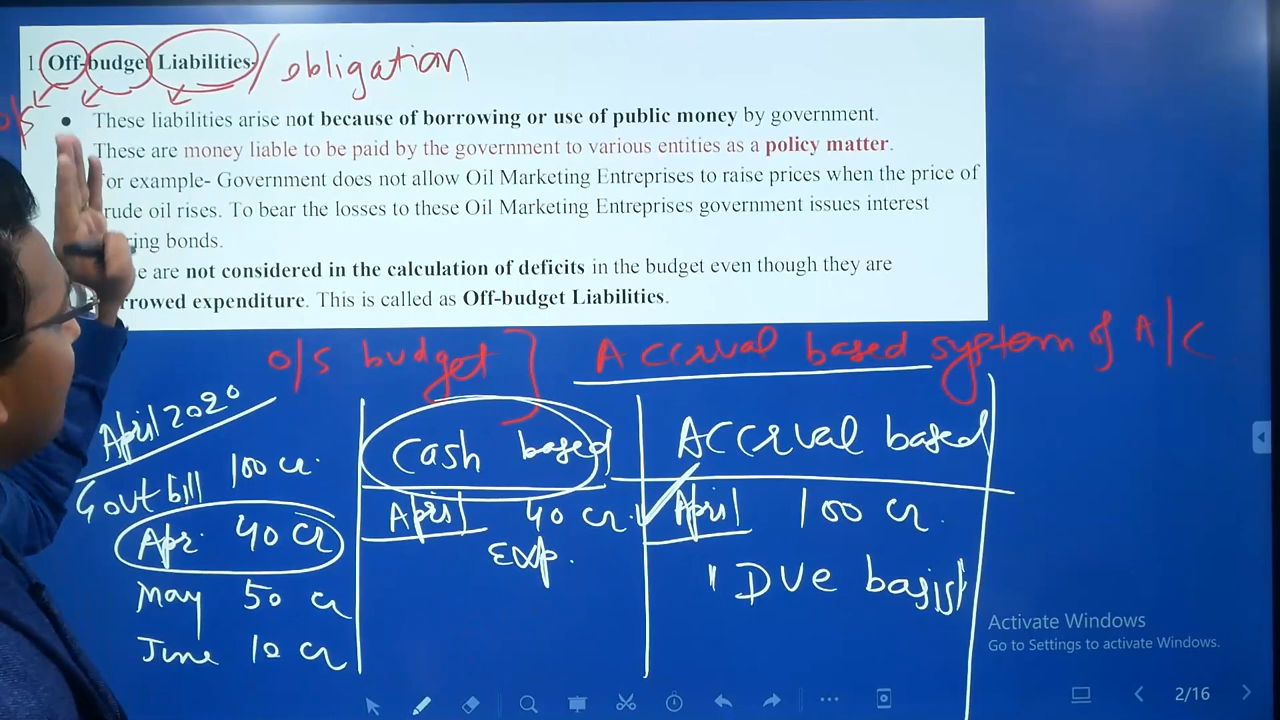 1. Off-budget Liabilities- / obligation
o/s
These liabilities arise not because of borrowing or use of public money by government.
These are money liable to be paid by the government to various entities as a policy matter.
or example- Government does not allow Oil Marketing Entreprises to raise prices when the price of
rude oil rises. To bear the losses to these Oil Marketing Entreprises government issues interest
ring bonds.
e are not considered in the calculation of deficits in the budget even though they are
rrowed expenditure. This is called as Off-budget Liabilities.
o/s budget } Accrual based system of A/C
April 2020
Govt bill 100 cr.
Apr. 40 Cr
May 50 cr
June 10 cr
Cash based
April 40 cr.
Exp.
Accrual based
April 100 cr.
"Due basis"
Activate Windows
Go to Settings to activate Windows.
2/16